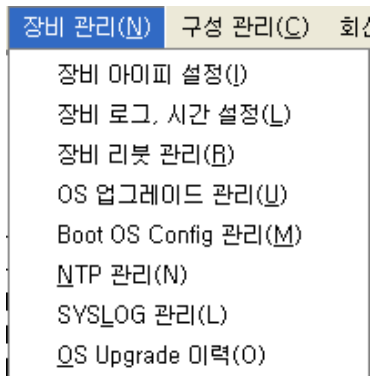 장비 관리(N) 구성 관리(C) 회선
장비 아이피 설정(I)
장비 로그, 시간 설정(L)
장비 리붓 관리(R)
OS 업그레이드 관리(U)
Boot OS Config 관리(M)
NTP 관리(N)
SYSLOG 관리(L)
OS Upgrade 이력(O)